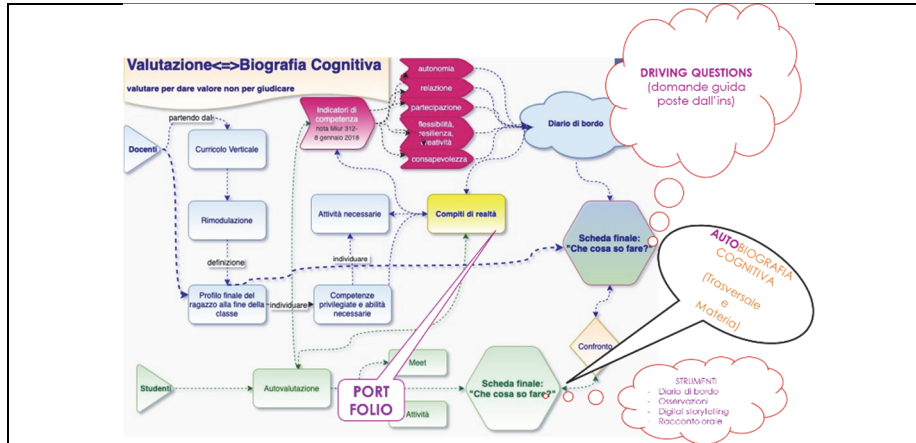 Valutazione<=>Biografia Cognitiva
valutare per dare valore non per giudicare
autonomia
relazione
partecipazione
flessibilità,
resilienza,
creatività
consapevolezza
Indicatori di
competenza
nota Miur 312-
8 gennaio 2018
Diario di bordo
DRIVING QUESTIONS
(domande guida
poste dall'ins)
Docenti
partendo dal:
Curricolo Verticale
Rimodulazione
definizione
Profilo finale del
ragazzo alla fine della
classe
individuare
Competenze
privilegiate e abilità
necessarie
individuare
Attività necessarie
Compiti di realtà
Scheda finale:
"Che cosa so fare?"
AUTOBIOGRAFIA
COGNITIVA
(Trasversale
e
Materia)
Confronto
Studenti
Autovalutazione
PORT
FOLIO
Meet
Attività
Scheda finale:
"Che cosa so fare?"
STRUMENTI
- Diario di bordo
- Osservazioni
- Digital storytelling
- Racconto orale